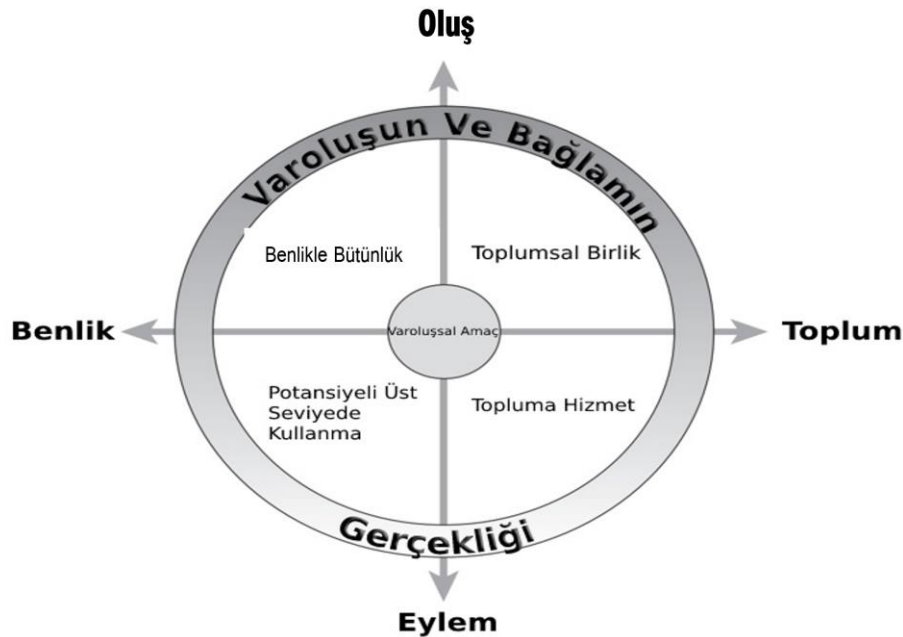 Oluş
Varoluşun Ve Bağlamın
Benlikle Bütünlük
Toplumsal Birlik
Benlik
Varoluşsal Amaç
Toplum
Potansiyeli Üst
Seviyede
Kullanma
Topluma Hizmet
Gerçekliği
Eylem